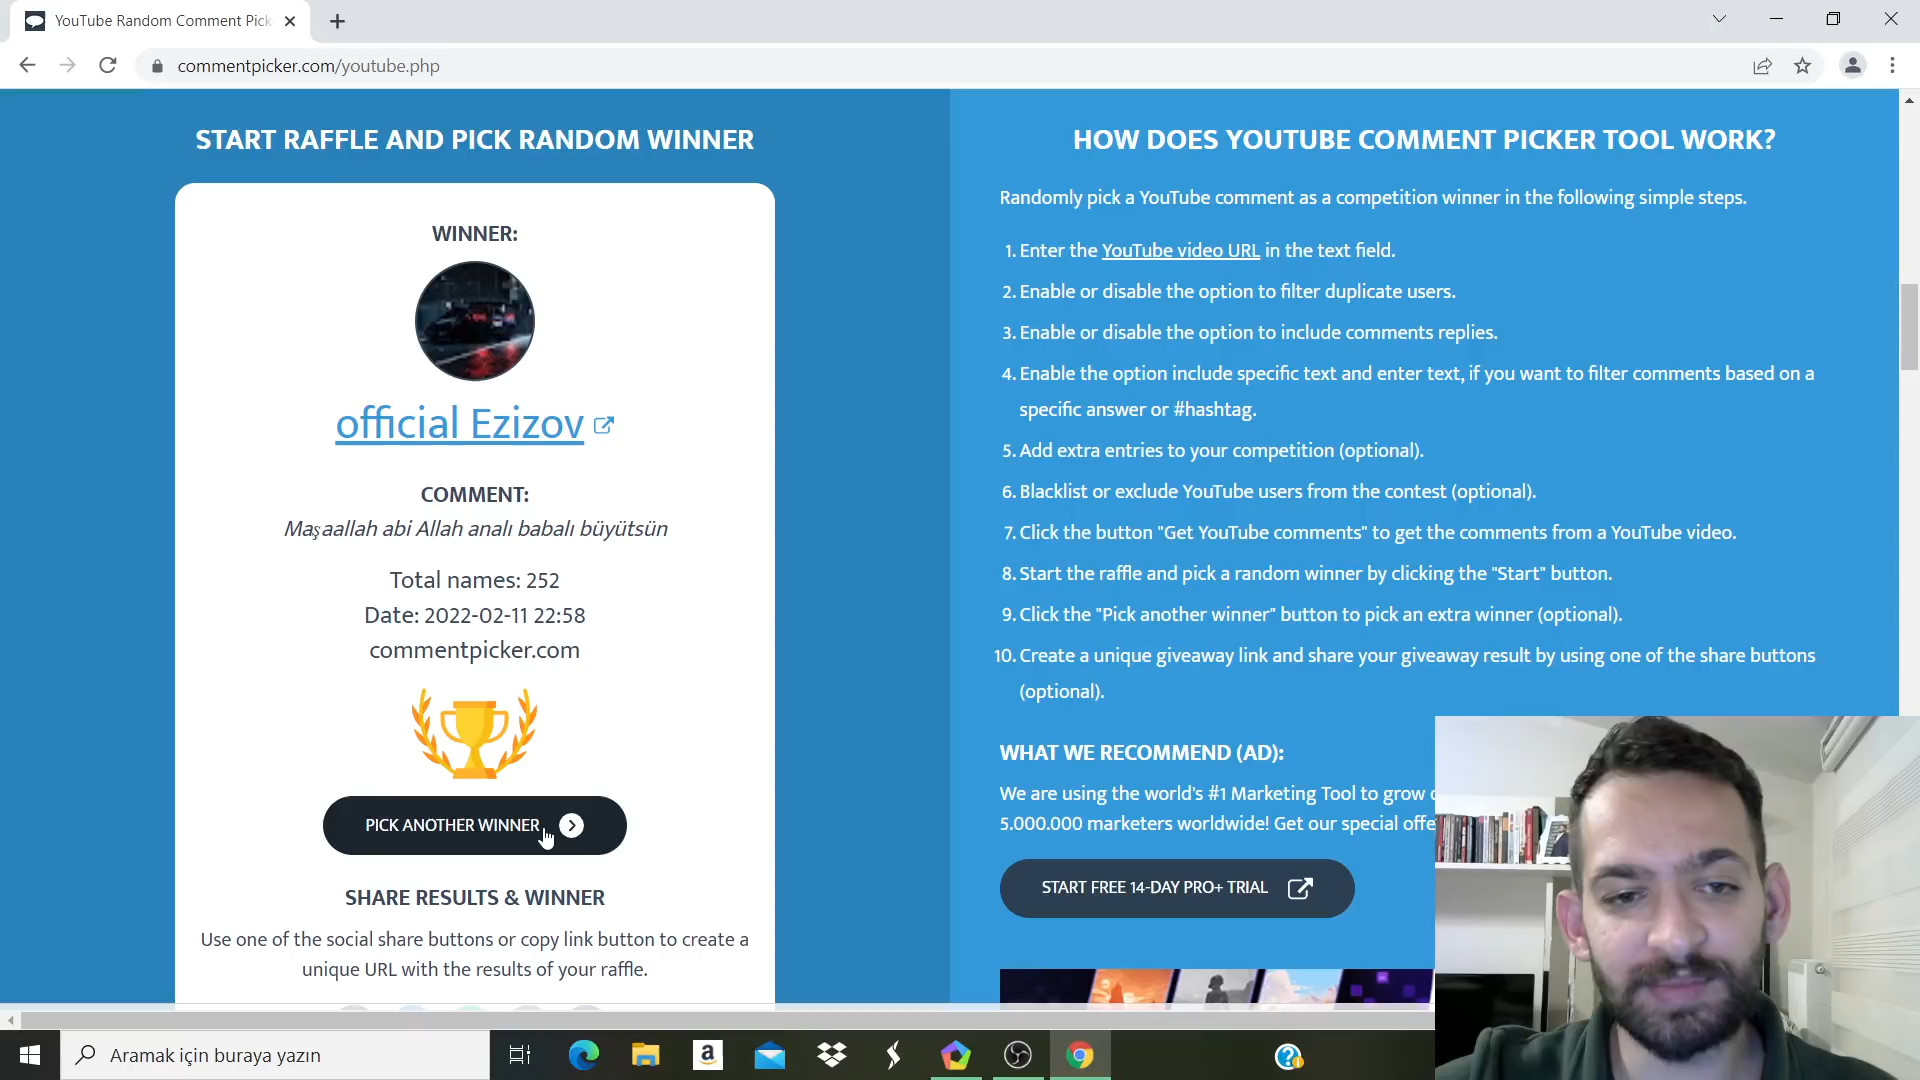 YouTube Random Comment Pick
commentpicker.com/youtube.php
START RAFFLE AND PICK RANDOM WINNER
WINNER:
official Ezizov
COMMENT:
Maşaallah abi Allah analı babalı büyütsün
Total names: 252
Date: 2022-02-11 22:58
commentpicker.com
PICK ANOTHER WINNER
SHARE RESULTS & WINNER
Use one of the social share buttons or copy link button to create a
unique URL with the results of your raffle.
HOW DOES YOUTUBE COMMENT PICKER TOOL WORK?
Randomly pick a YouTube comment as a competition winner in the following simple steps.
1. Enter the YouTube video URL in the text field.
2. Enable or disable the option to filter duplicate users.
3. Enable or disable the option to include comments replies.
4. Enable the option include specific text and enter text, if you want to filter comments based on a
specific answer or #hashtag.
5. Add extra entries to your competition (optional).
6. Blacklist or exclude YouTube users from the contest (optional).
7. Click the button "Get YouTube comments" to get the comments from a YouTube video.
8. Start the raffle and pick a random winner by clicking the "Start" button.
9. Click the "Pick another winner" button to pick an extra winner (optional).
10. Create a unique giveaway link and share your giveaway result by using one of the share buttons
(optional).
WHAT WE RECOMMEND (AD):
We are using the world's #1 Marketing Tool to grow
5.000.000 marketers worldwide! Get our special offe
START FREE 14-DAY PRO+ TRIAL
Aramak için buraya yazın